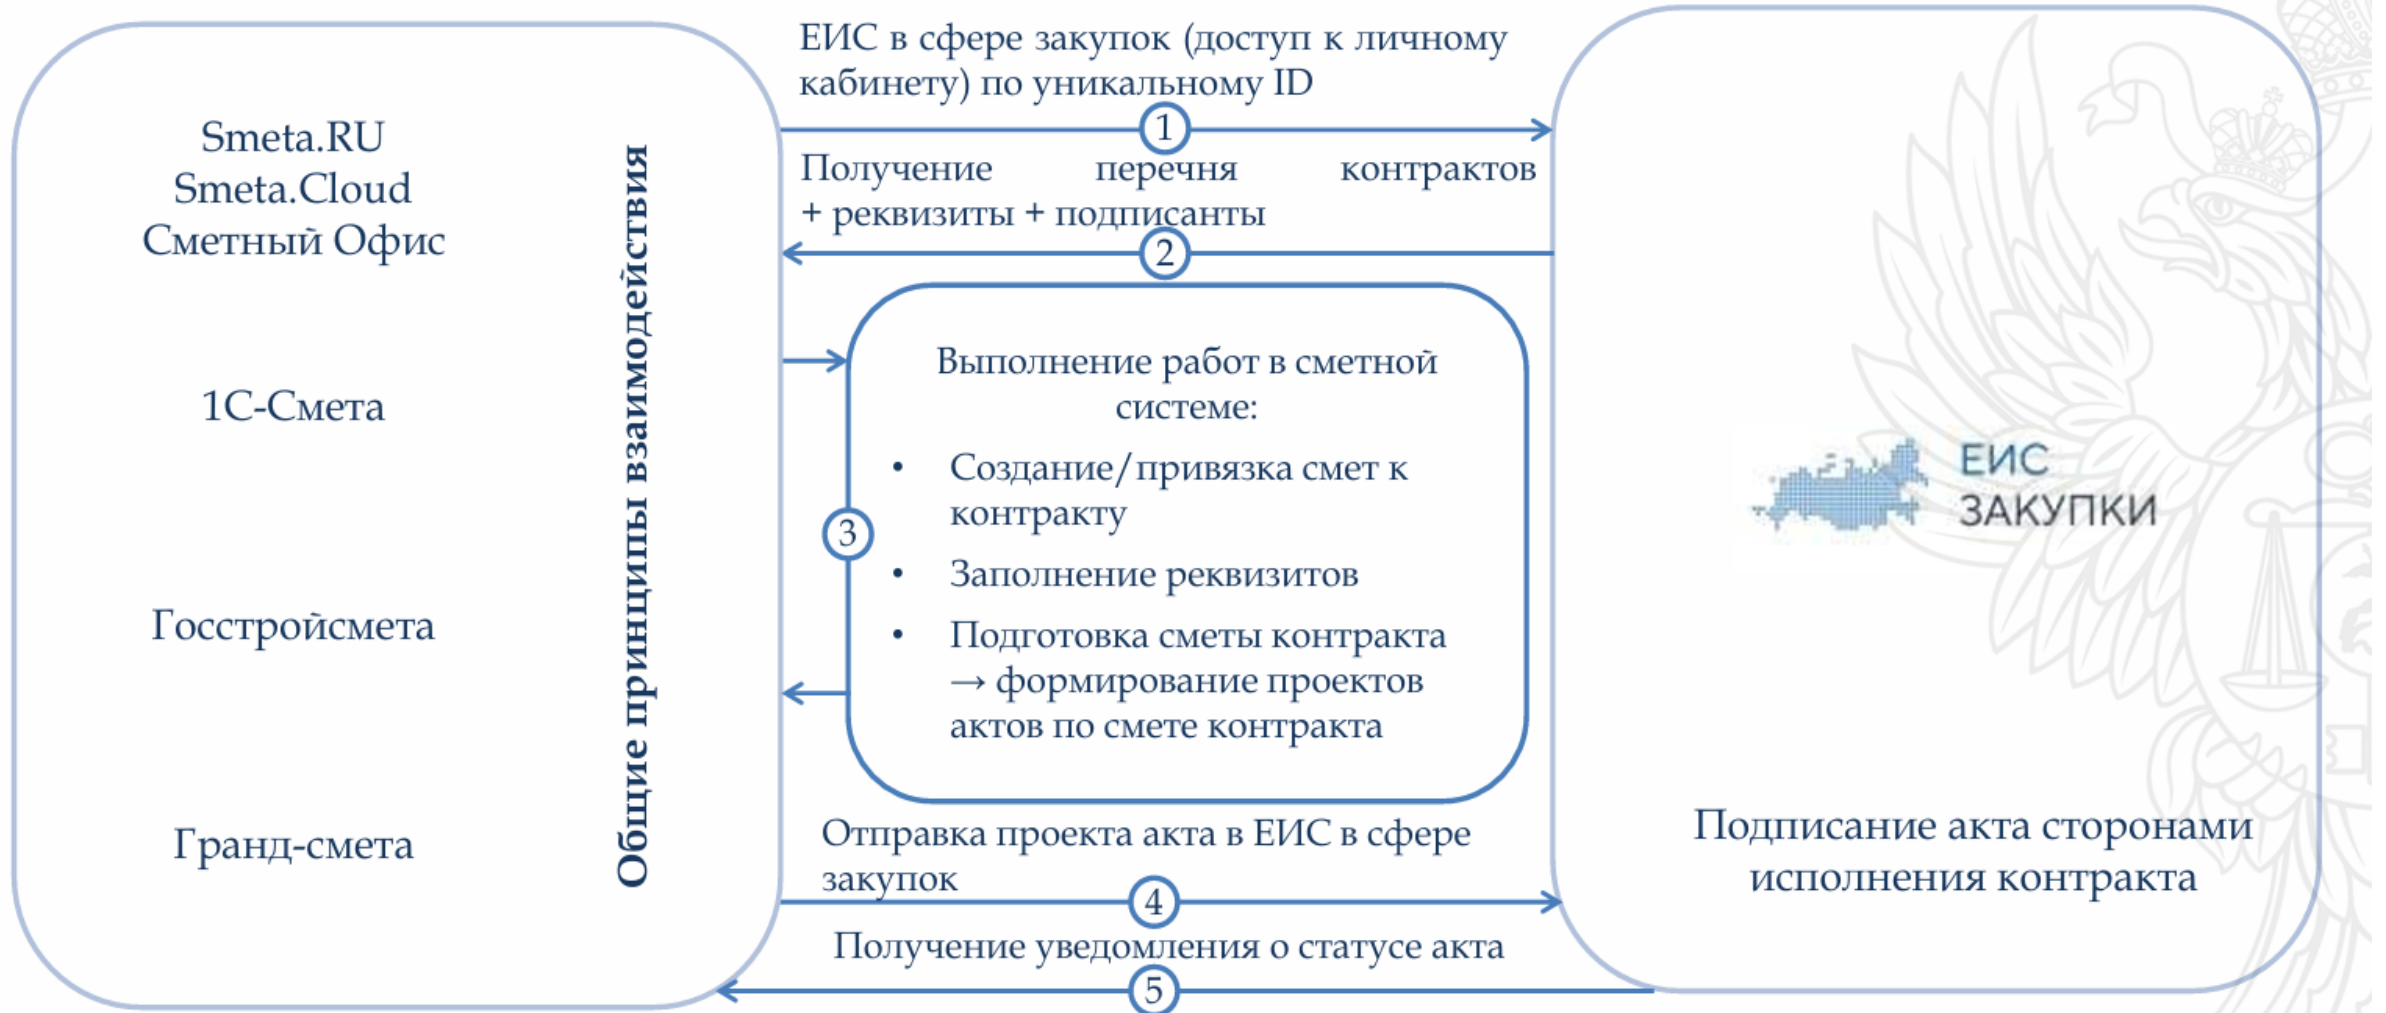 Smeta.RU
Smeta.Cloud
Сметный Офис
1С-Смета
Госстройсмета
Гранд-смета
Общие принципы взаимодействия
ЕИС в сфере закупок (доступ к личному
кабинету) по уникальному ID
1
Получение перечня контрактов
+ реквизиты + подписанты
2
Выполнение работ в сметной
системе:
• Создание/привязка смет к
контракту
3
• Заполнение реквизитов
• Подготовка сметы контракта
→ формирование проектов
актов по смете контракта
Отправка проекта акта в ЕИС в сфере
закупок
4
Получение уведомления о статусе акта
5
ЕИС
ЗАКУПКИ
Подписание акта сторонами
исполнения контракта